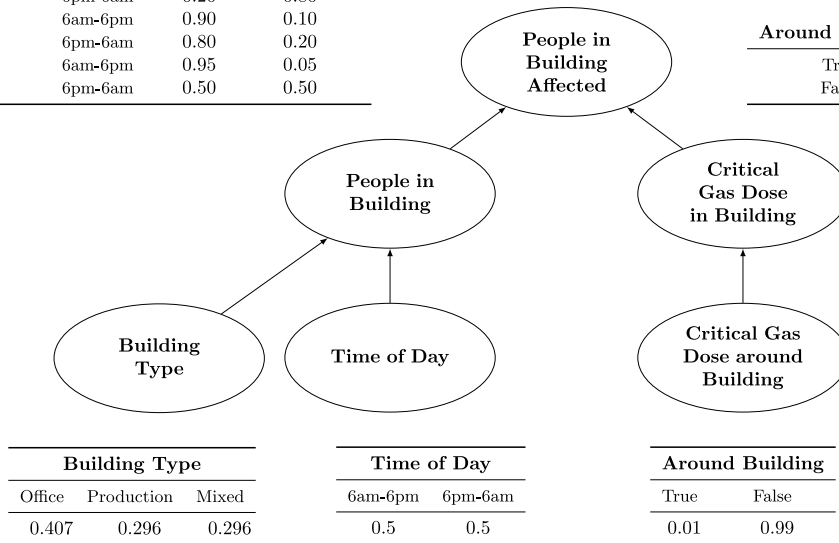 6am-6pm 0.90 0.10
6pm-6am 0.80 0.20
6am-6pm 0.95 0.05
6pm-6am 0.50 0.50
Around
People in
Building
Affected
People in
Building
Critical
Gas Dose
in Building
Building
Type
Time of Day
Critical Gas
Dose around
Building
Building Type
Office Production Mixed
0.407 0.296 0.296
Time of Day
6am-6pm 6pm-6am
0.5 0.5
Around Building
True False
0.01 0.99